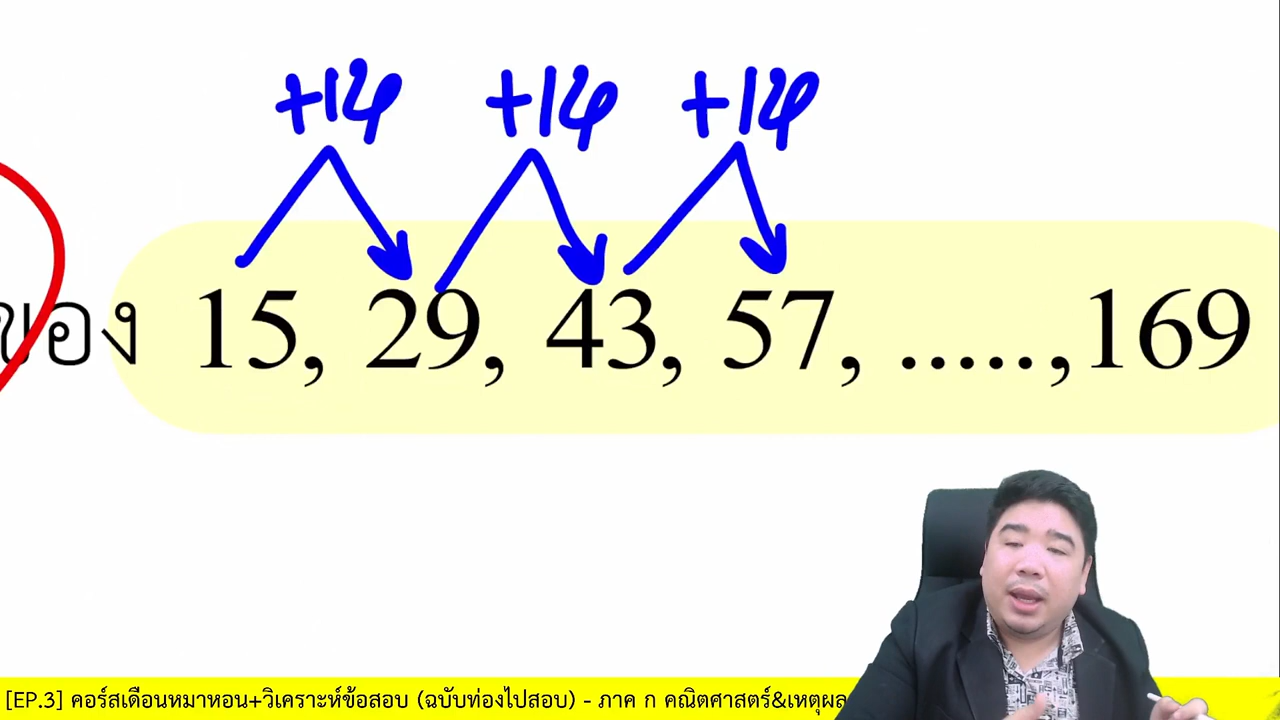 +14 +14 +14
ของ 15, 29, 43, 57, .....,169
[EP.3] คอร์สเดือนหมาหอน+วิเคราะห์ข้อสอบ (ฉบับท่องไปสอบ) - ภาค ก คณิตศาสตร์&เหตุผล